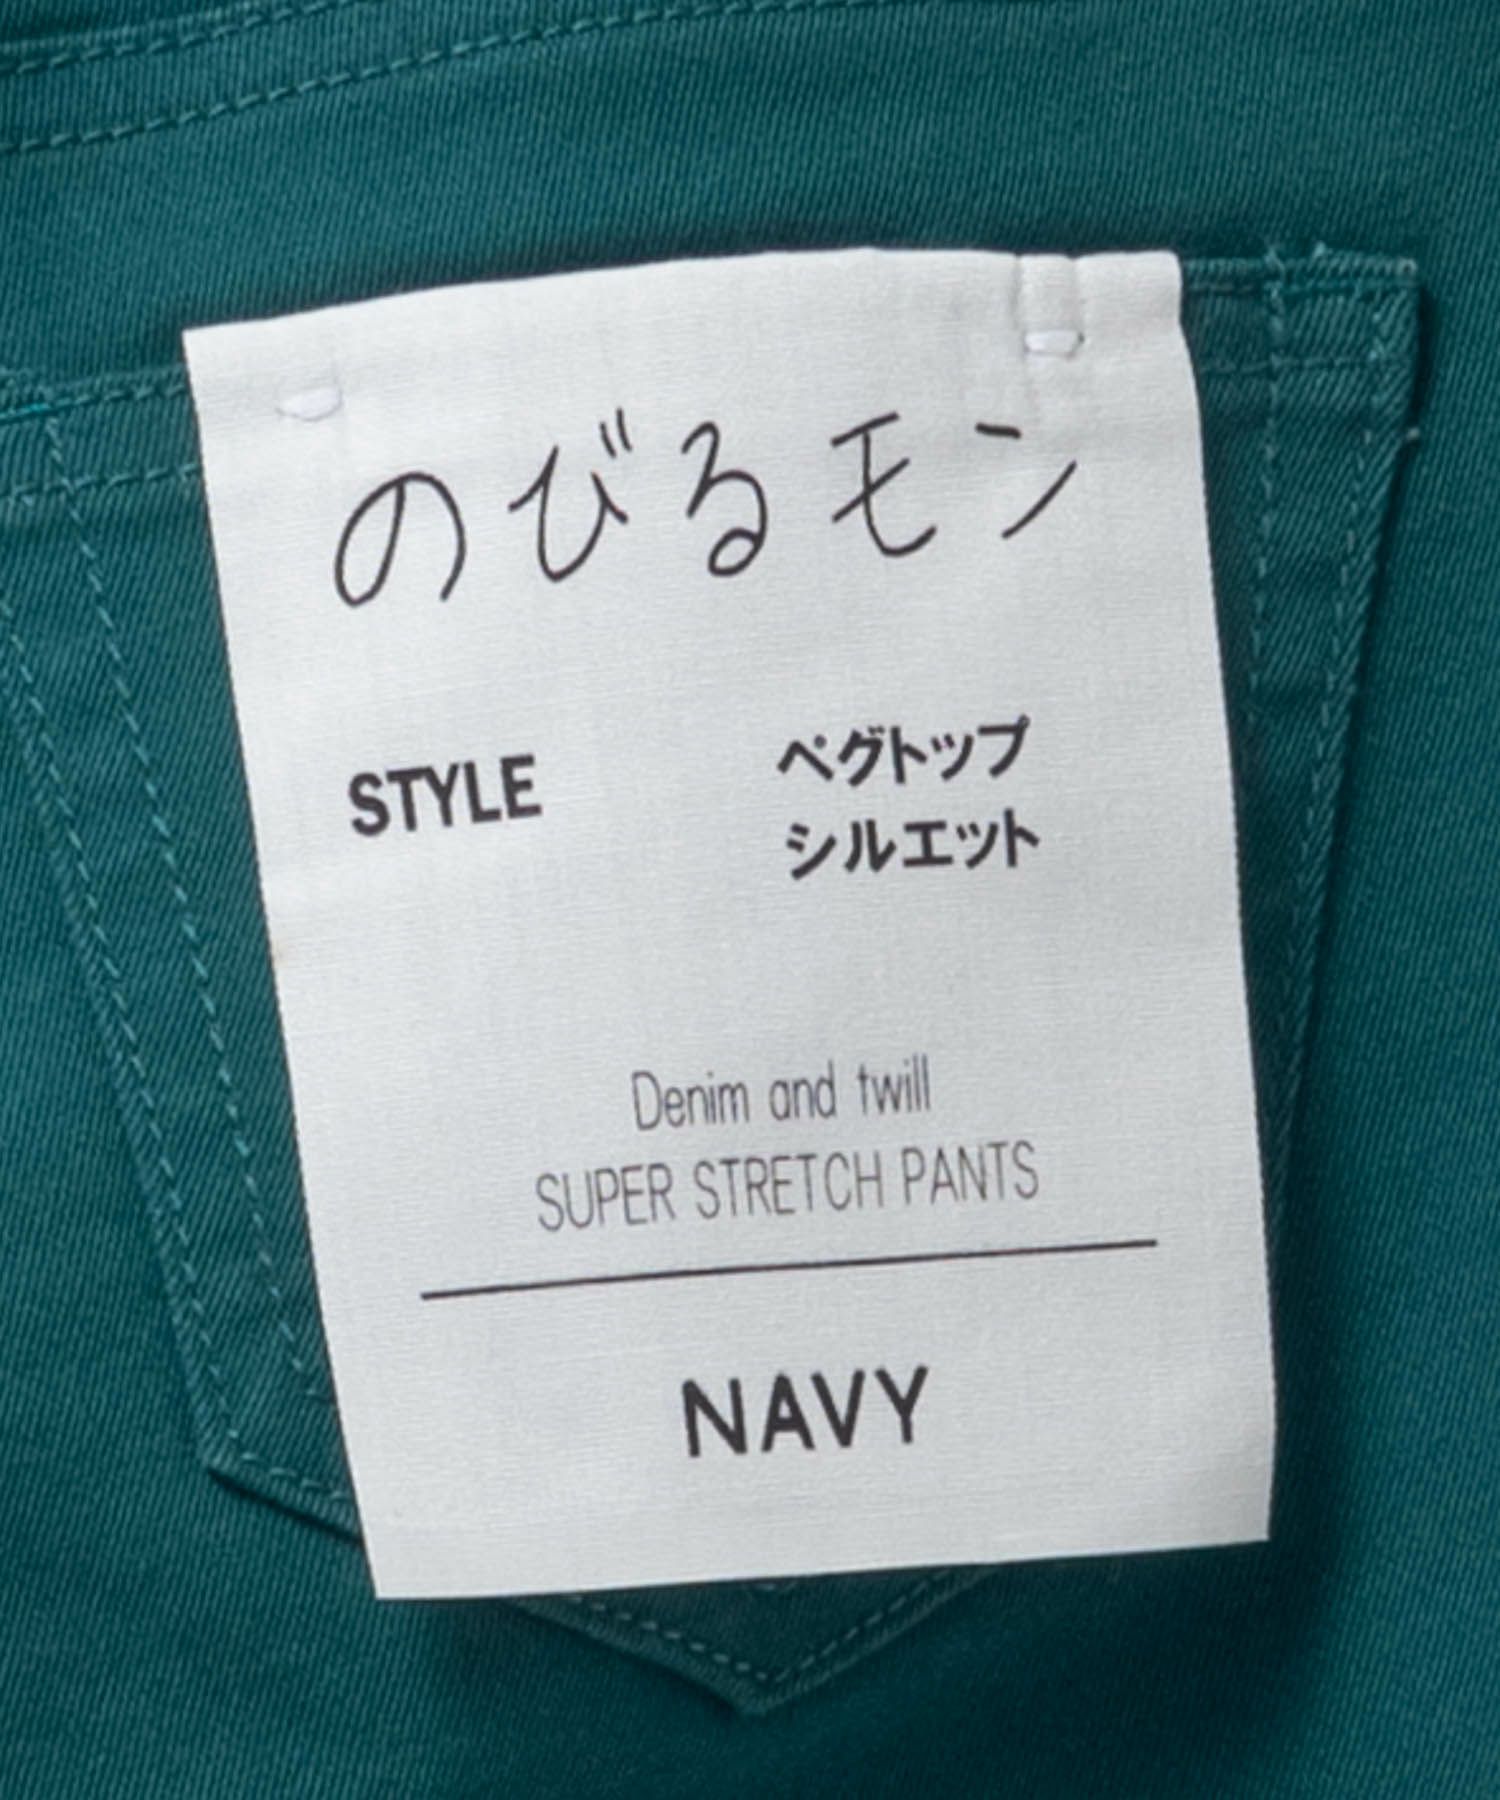 のびるモン
STYLE ペグトップ
シルエット
Denim and twill
SUPER STRETCH PANTS
NAVY